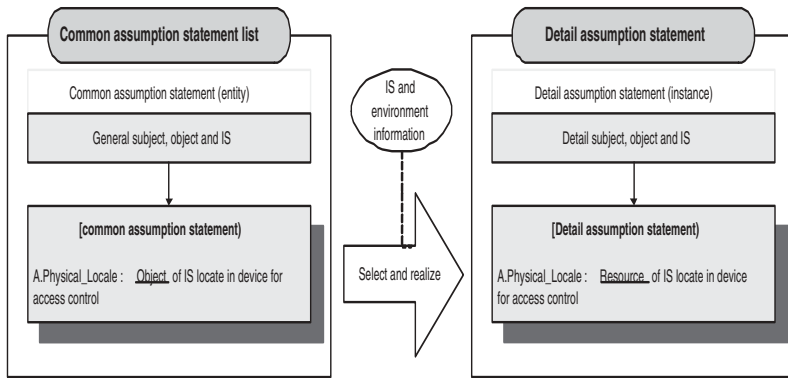 Common assumption statement list
Common assumption statement (entity)
General subject, object and IS
[common assumption statement)
A.Physical_Locale : Object of IS locate in device for
access control
IS and
environment
information
Select and realize
Detail assumption statement
Detail assumption statement (instance)
Detail subject, object and IS
[Detail assumption statement)
A.Physical_Locale : Resource of IS locate in device
for access control